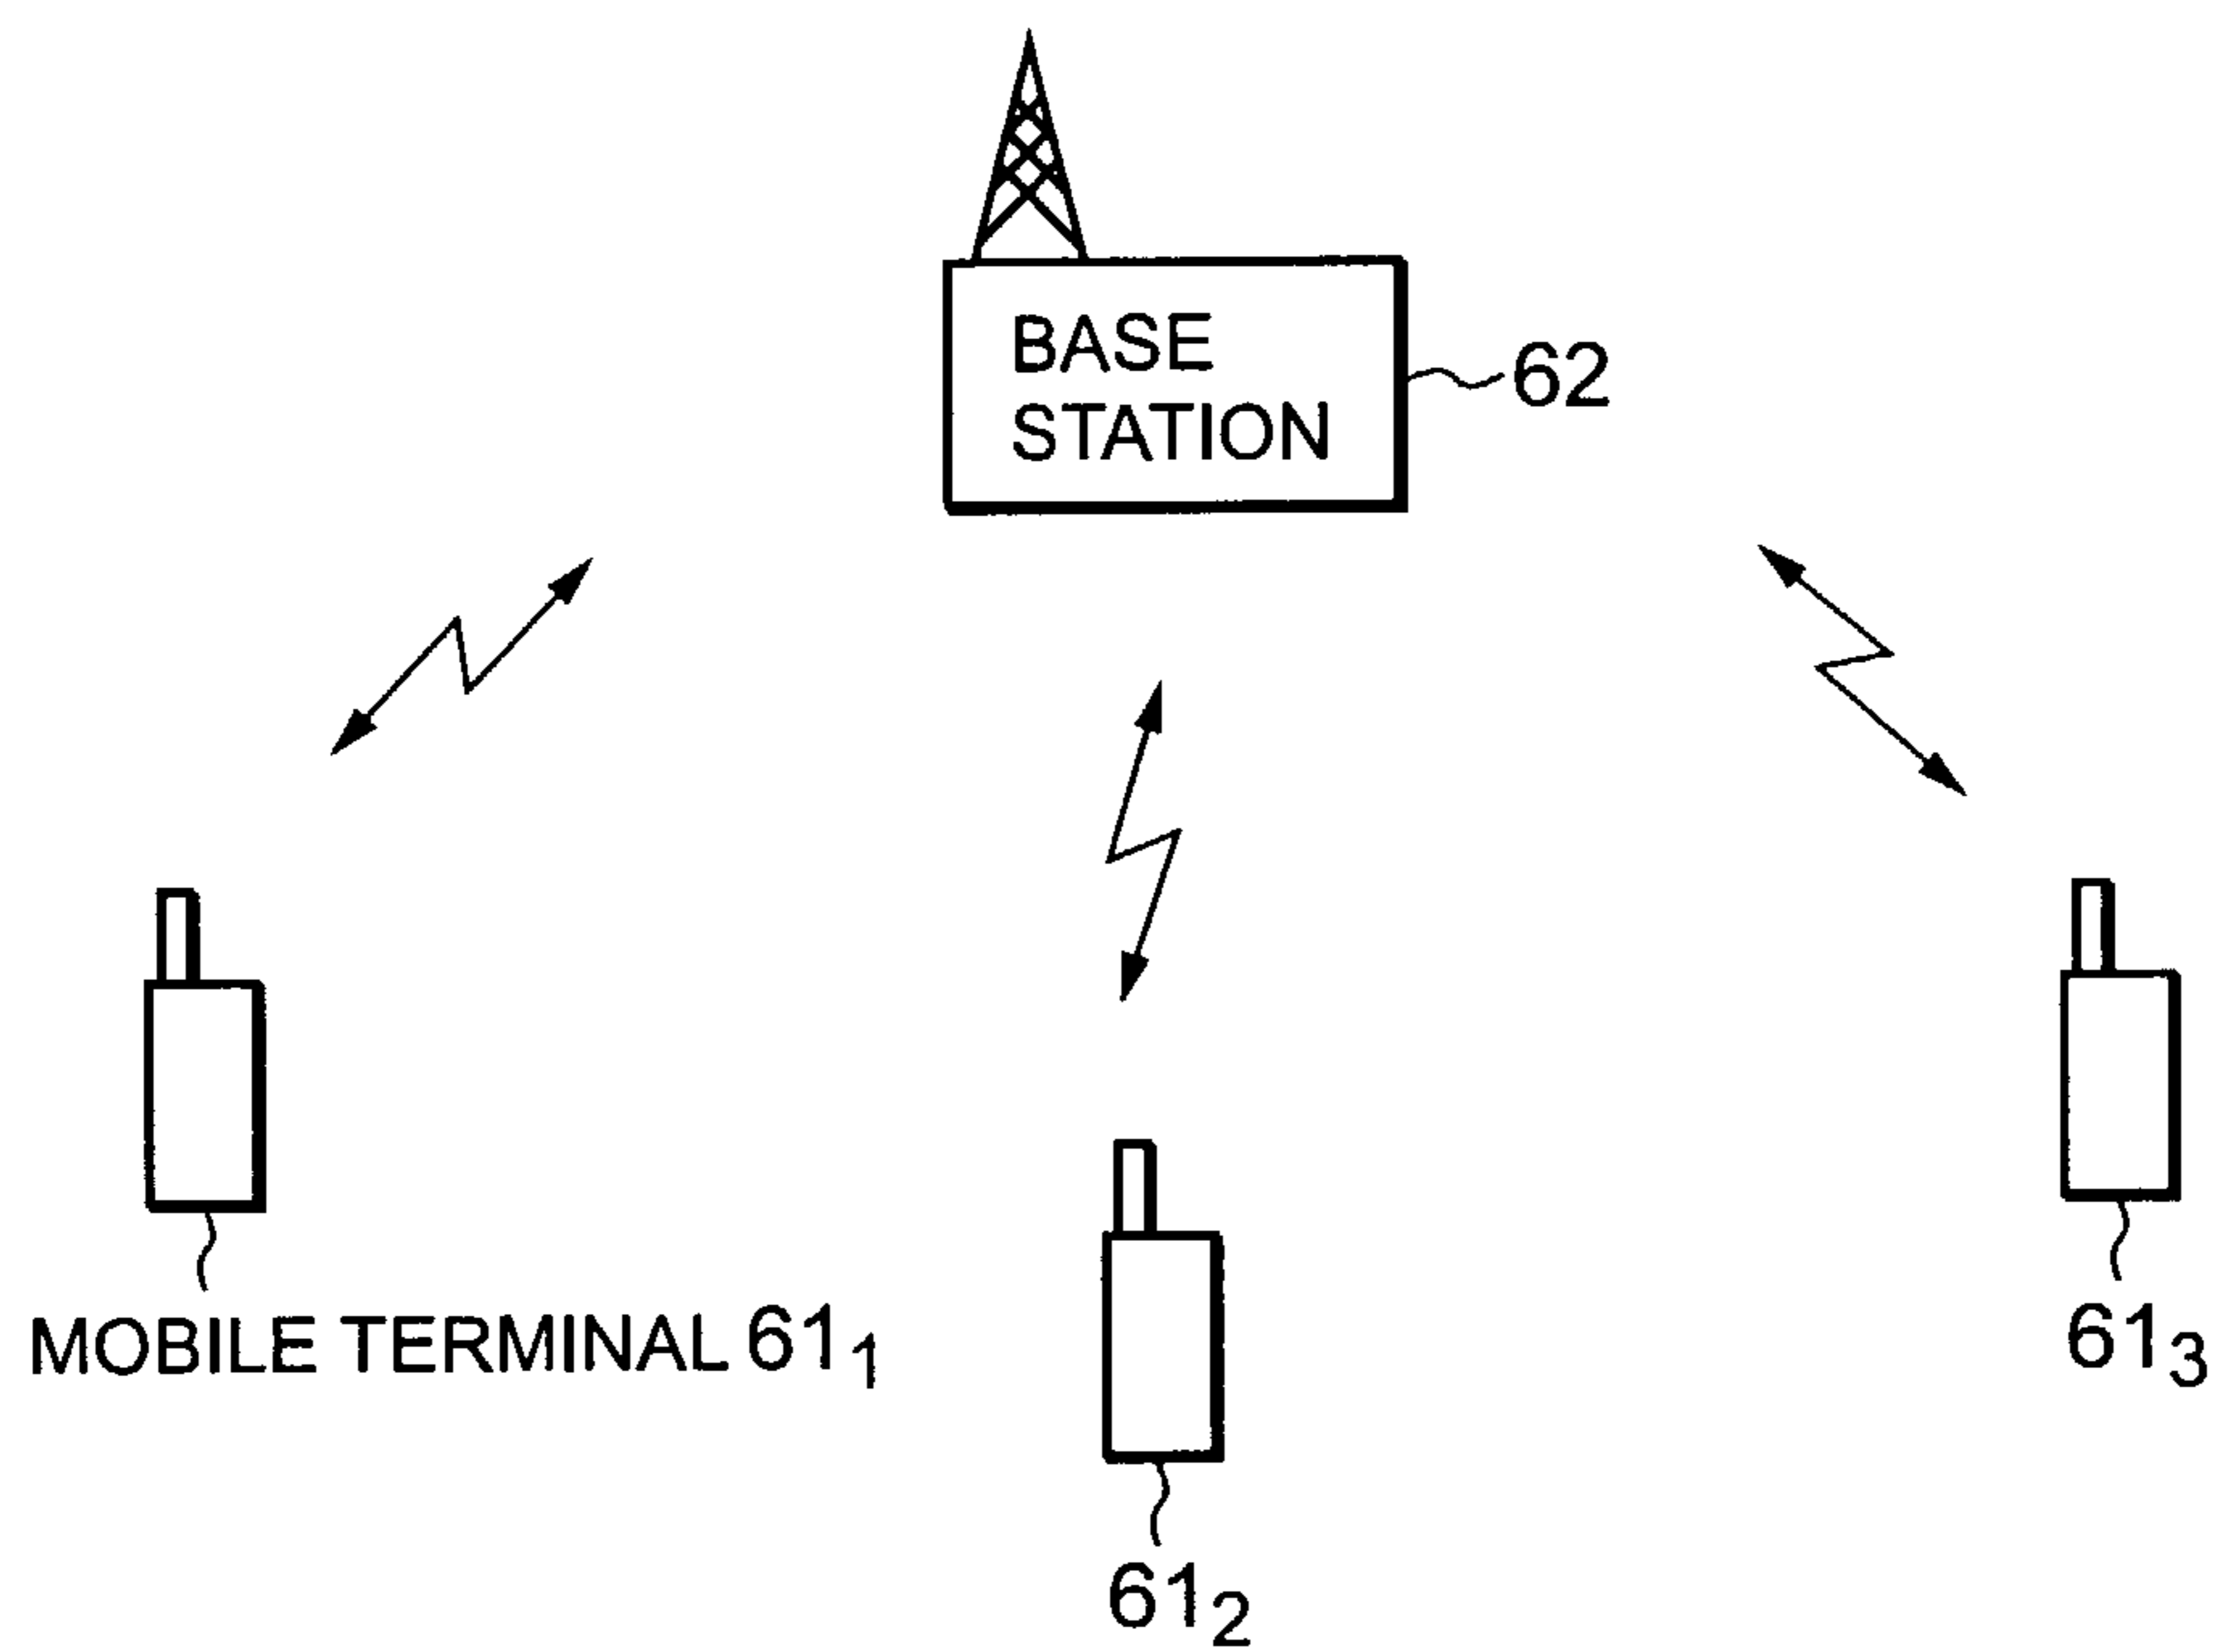 BASE
STATION
62
MOBILE TERMINAL 61₁
61₂
61₃